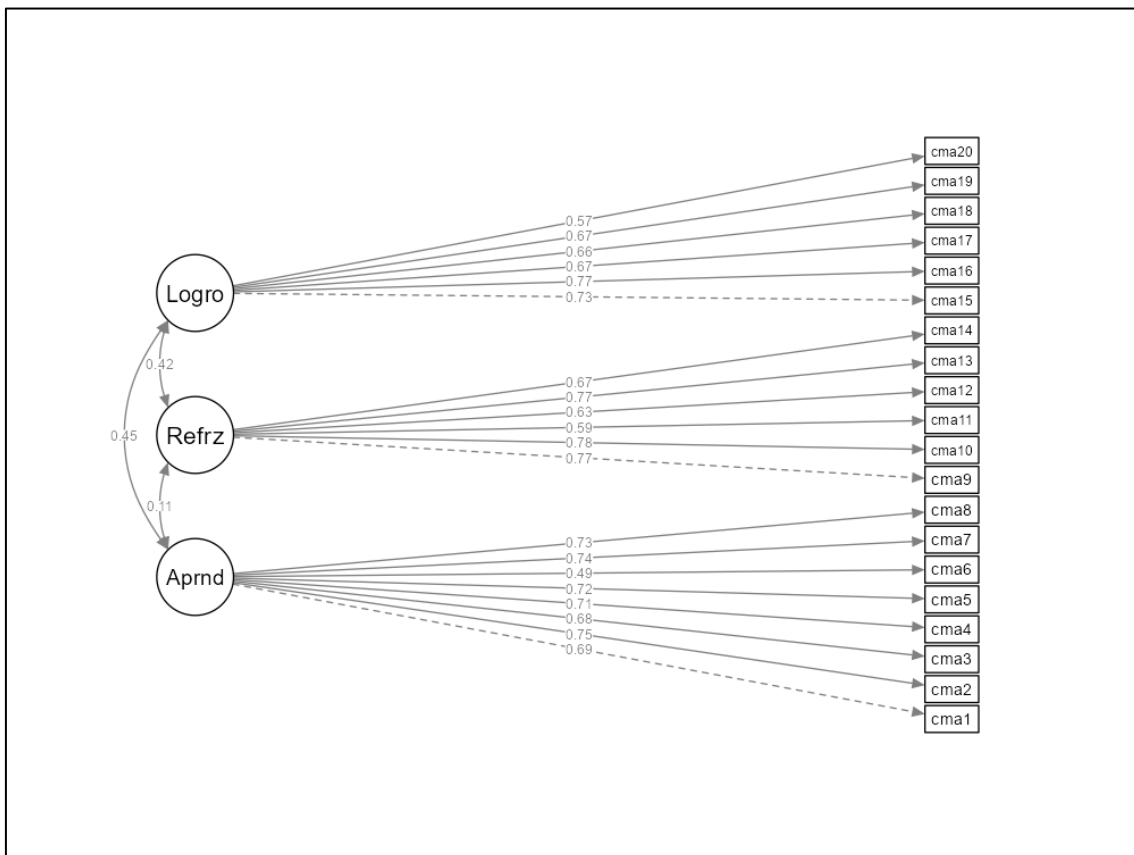 cma20
cma19
cma18
cma17
cma16
cma15
cma14
cma13
cma12
cma11
cma10
cma9
cma8
cma7
cma6
cma5
cma4
cma3
cma2
cma1
0.57
0.67
0.66
0.67
0.77
0.73
0.67
0.77
0.63
0.59
0.78
0.77
0.73
0.74
0.49
0.72
0.71
0.68
0.75
0.69
Logro
Refrz
Aprnd
0.42
0.45
0.11